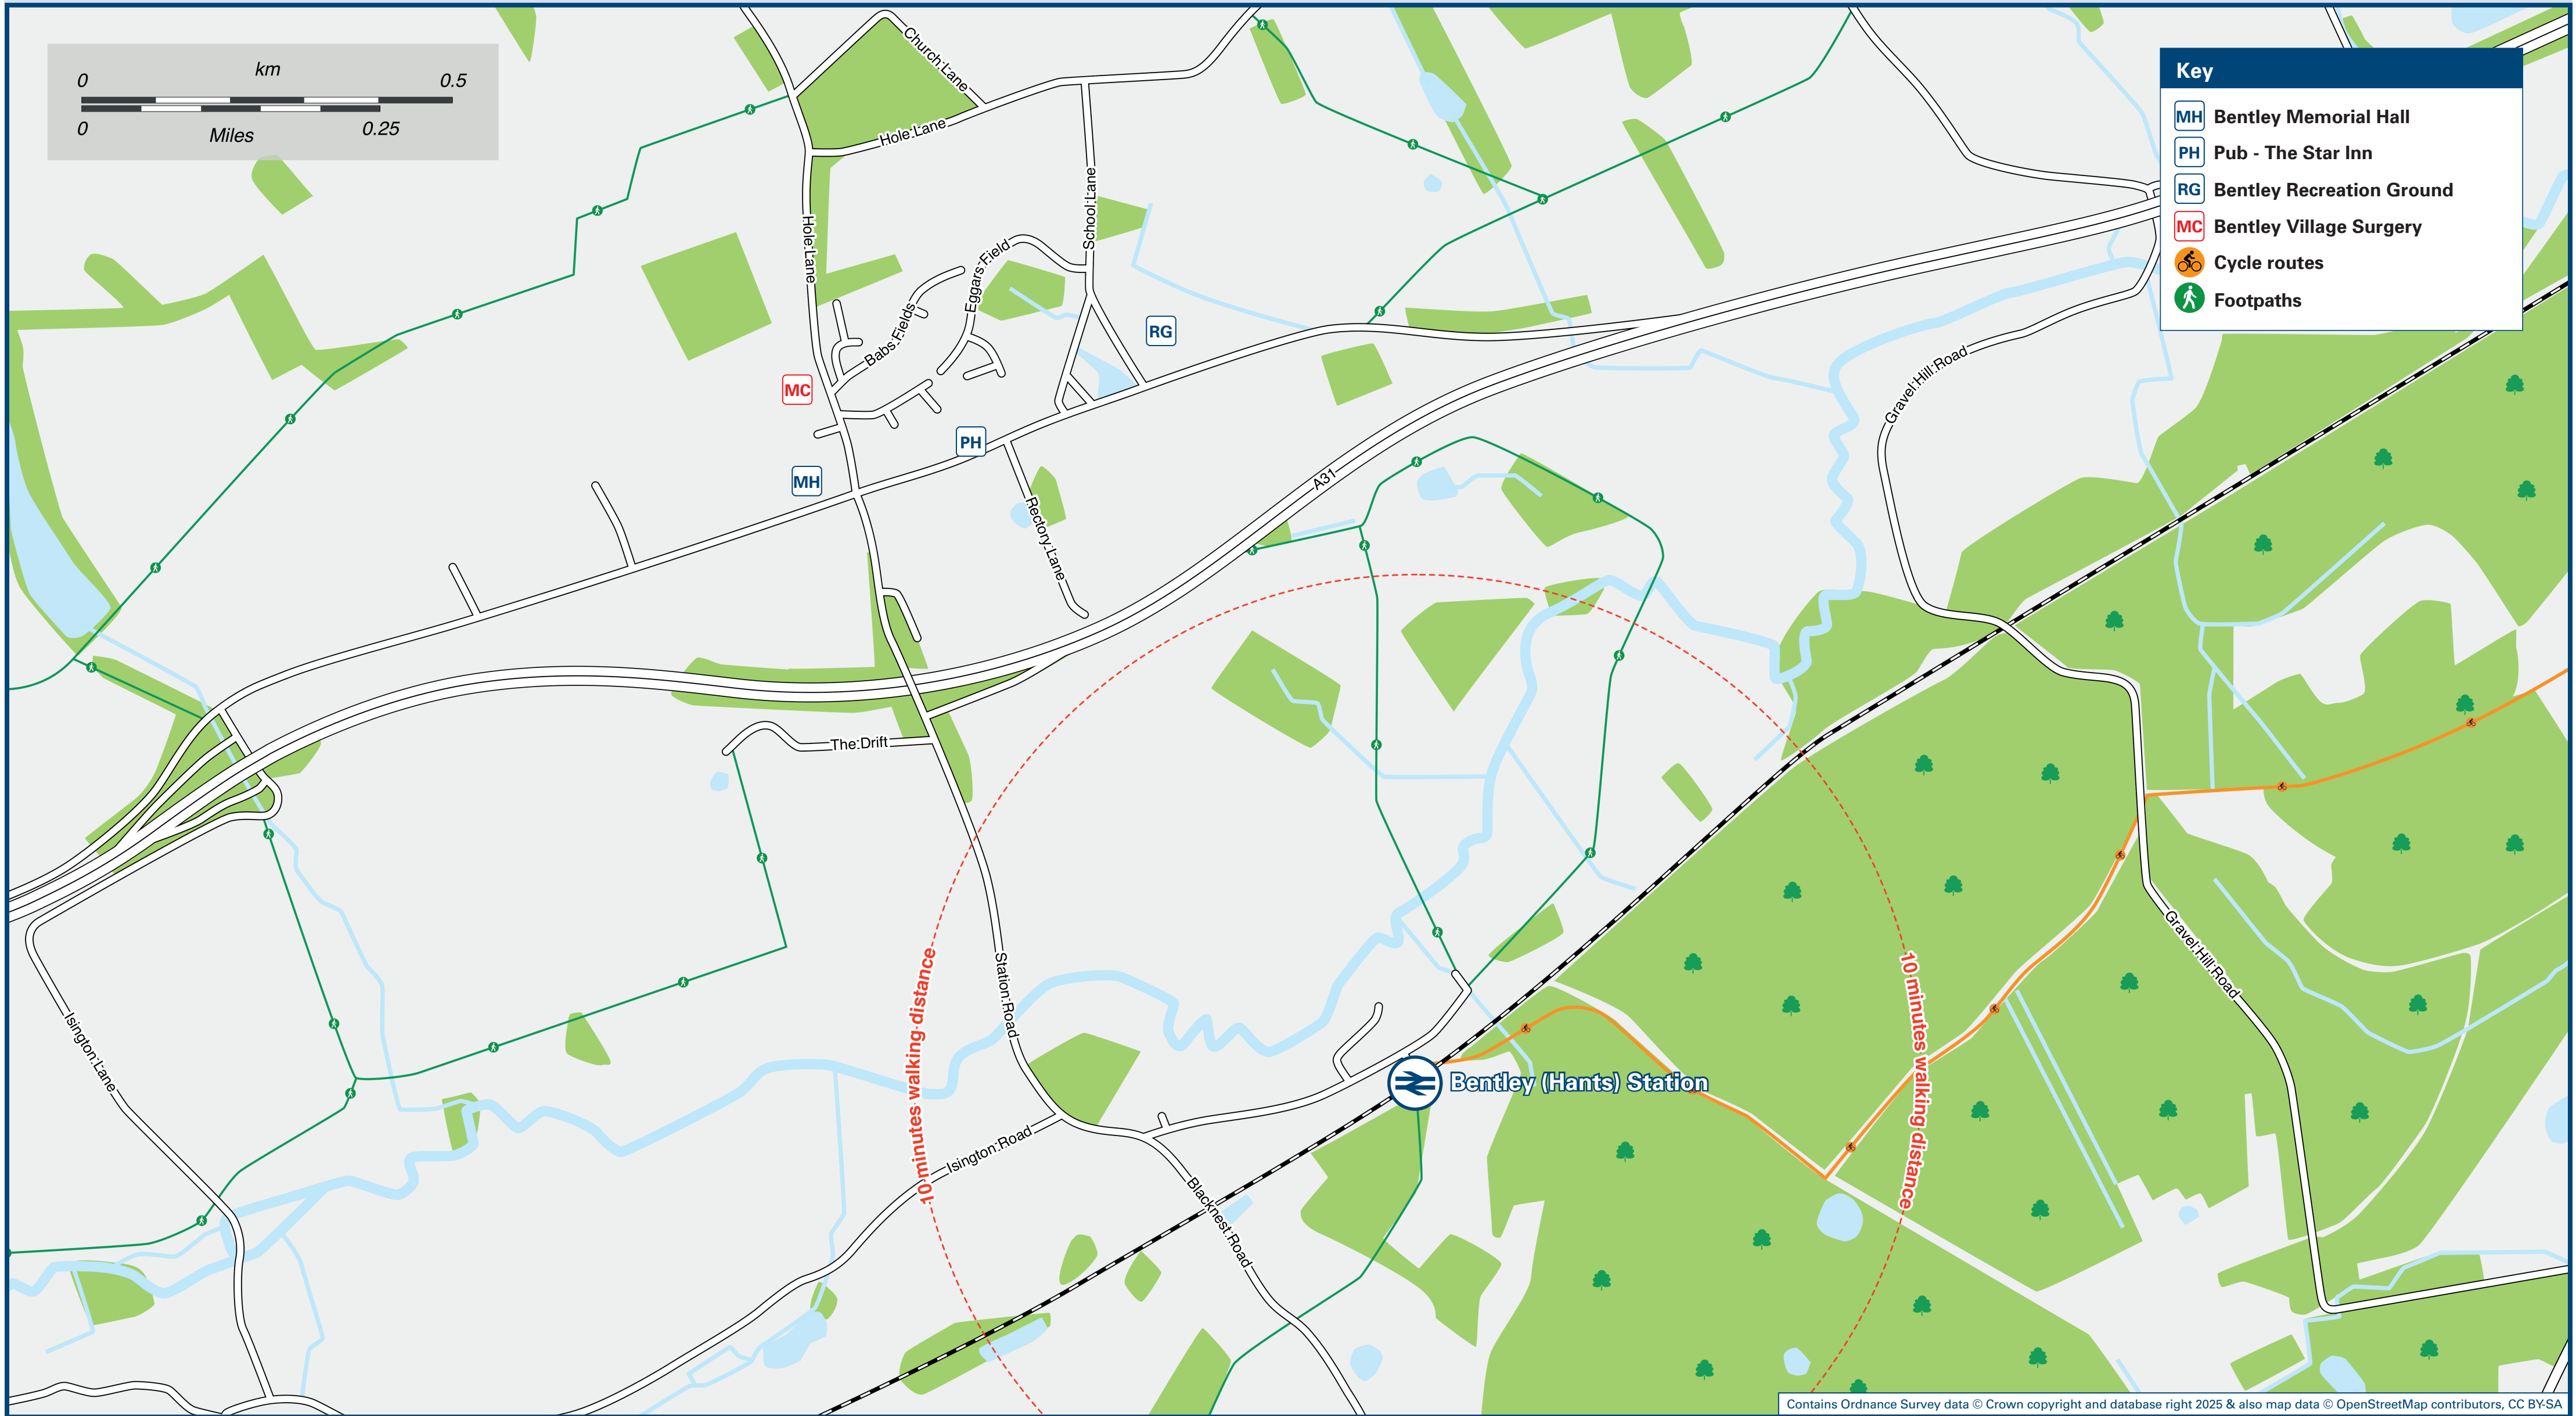 km
0
0.5
0
Miles
0.25
Church Lane
Hole Lane
Hole Lane
School Lane
Eggars Field
Babs Fields
RG
MC
PH
MH
Rectory Lane
A31
Gravel Hill Road
The Drift
Station Road
Isington Lane
Isington Road
Blacknest Road
10 minutes walking distance
10 minutes walking distance
Bentley (Hants) Station
Gravel Hill Road
Key
MH Bentley Memorial Hall
PH Pub - The Star Inn
RG Bentley Recreation Ground
MC Bentley Village Surgery
Cycle routes
Footpaths
Contains Ordnance Survey data © Crown copyright and database right 2025 & also map data © OpenStreetMap contributors, CC BY-SA